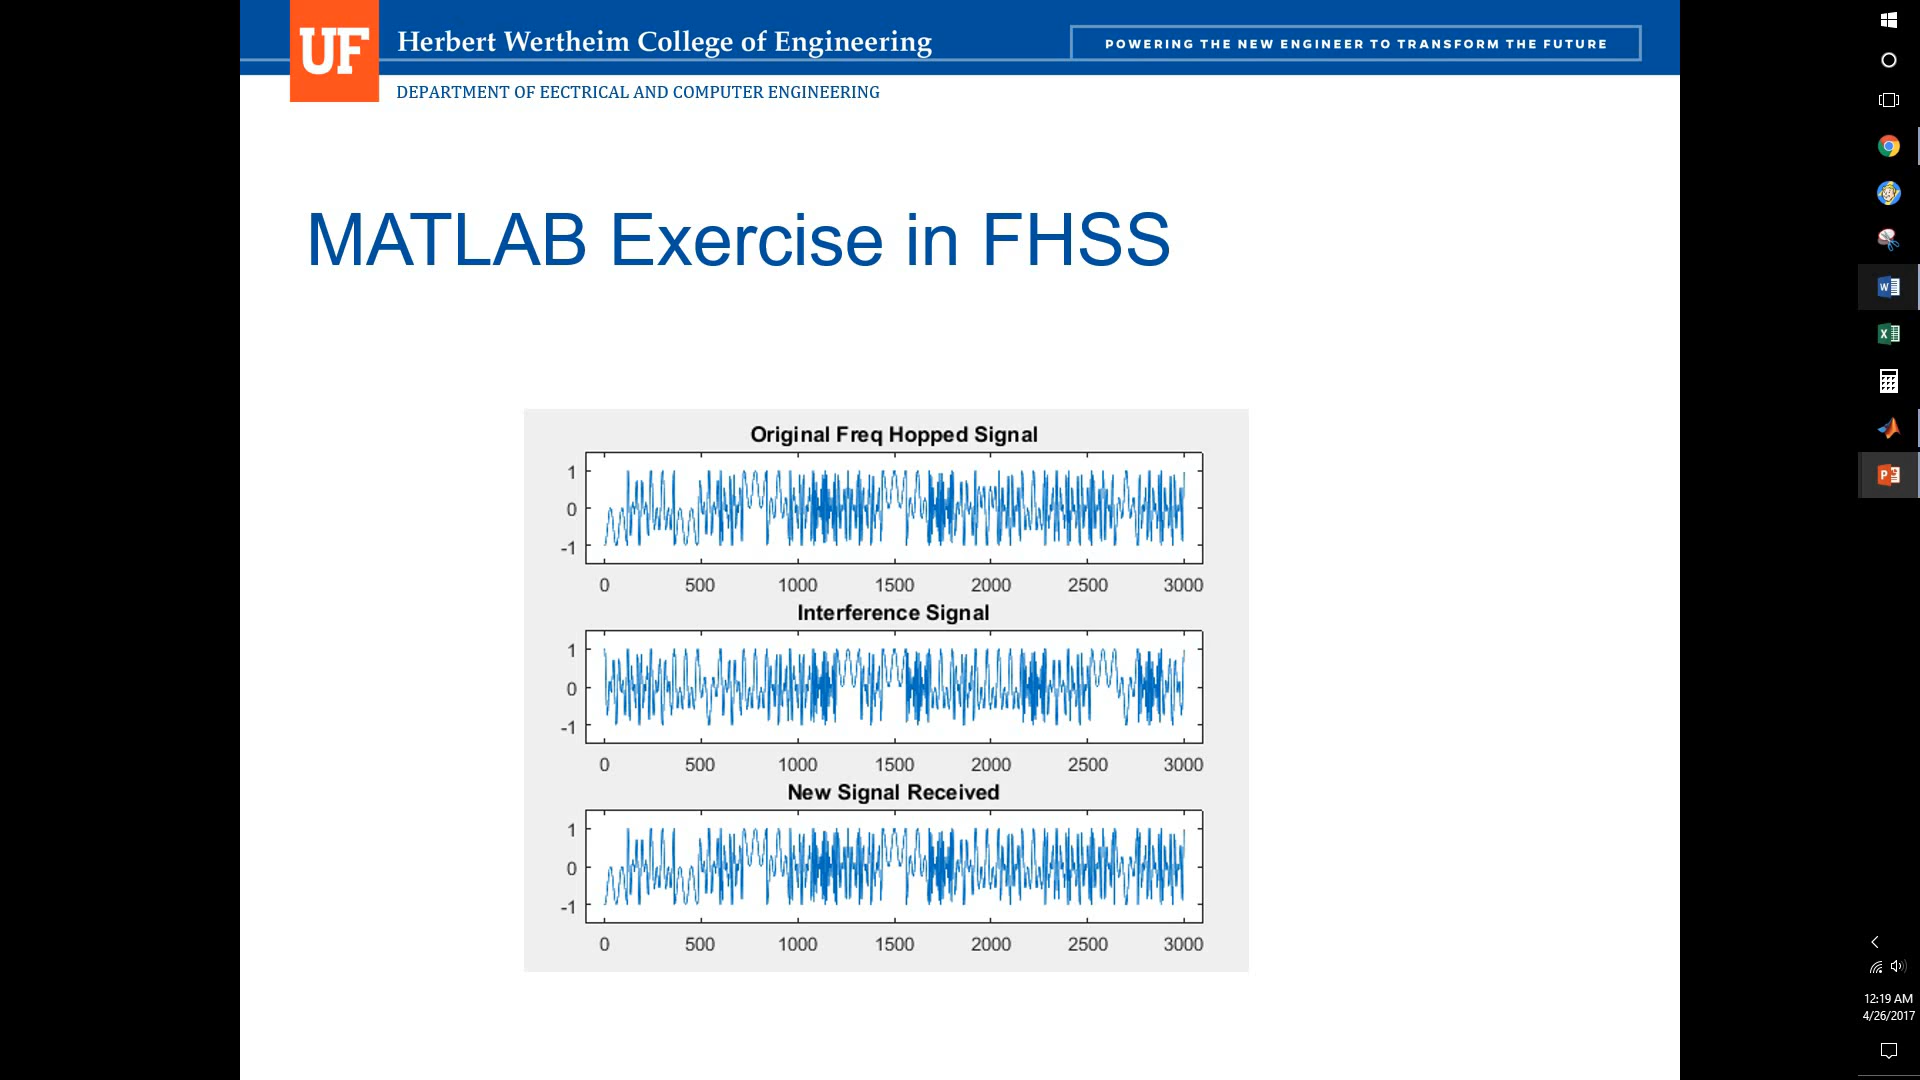 UF
Herbert Wertheim College of Engineering
POWERING THE NEW ENGINEER TO TRANSFORM THE FUTURE
DEPARTMENT OF EECTRICAL AND COMPUTER ENGINEERING
MATLAB Exercise in FHSS
Original Freq Hopped Signal
1
0
-1
0 500 1000 1500 2000 2500 3000
Interference Signal
1
0
-1
0 500 1000 1500 2000 2500 3000
New Signal Received
1
0
-1
0 500 1000 1500 2000 2500 3000
W
X
P
12:19 AM
4/26/2017